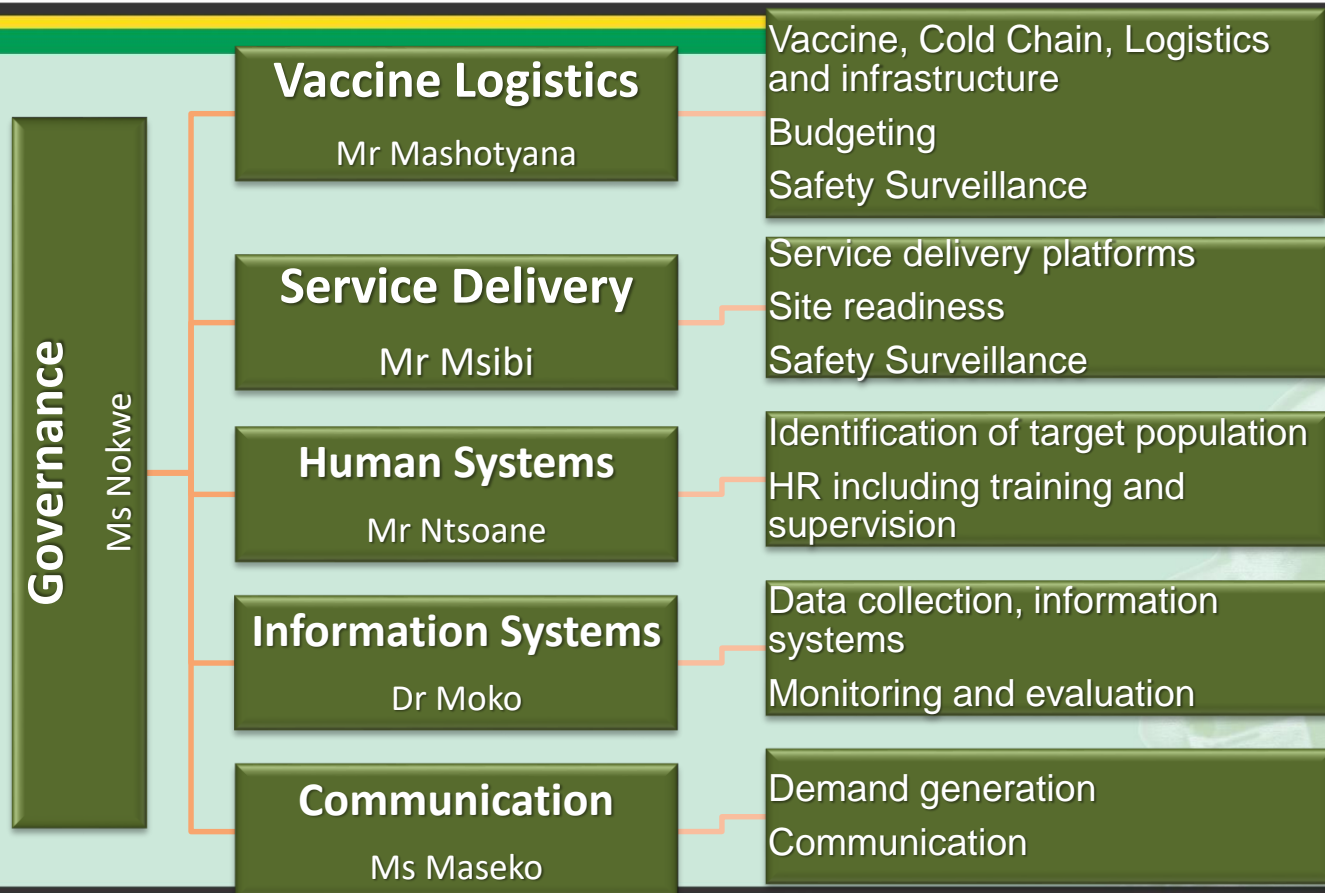 Governance
Ms Nokwe
Vaccine Logistics
Mr Mashotyana
Vaccine, Cold Chain, Logistics
and infrastructure
Budgeting
Safety Surveillance
Service Delivery
Mr Msibi
Service delivery platforms
Site readiness
Safety Surveillance
Human Systems
Mr Ntsoane
Identification of target population
HR including training and
supervision
Information Systems
Dr Moko
Data collection, information
systems
Monitoring and evaluation
Communication
Ms Maseko
Demand generation
Communication